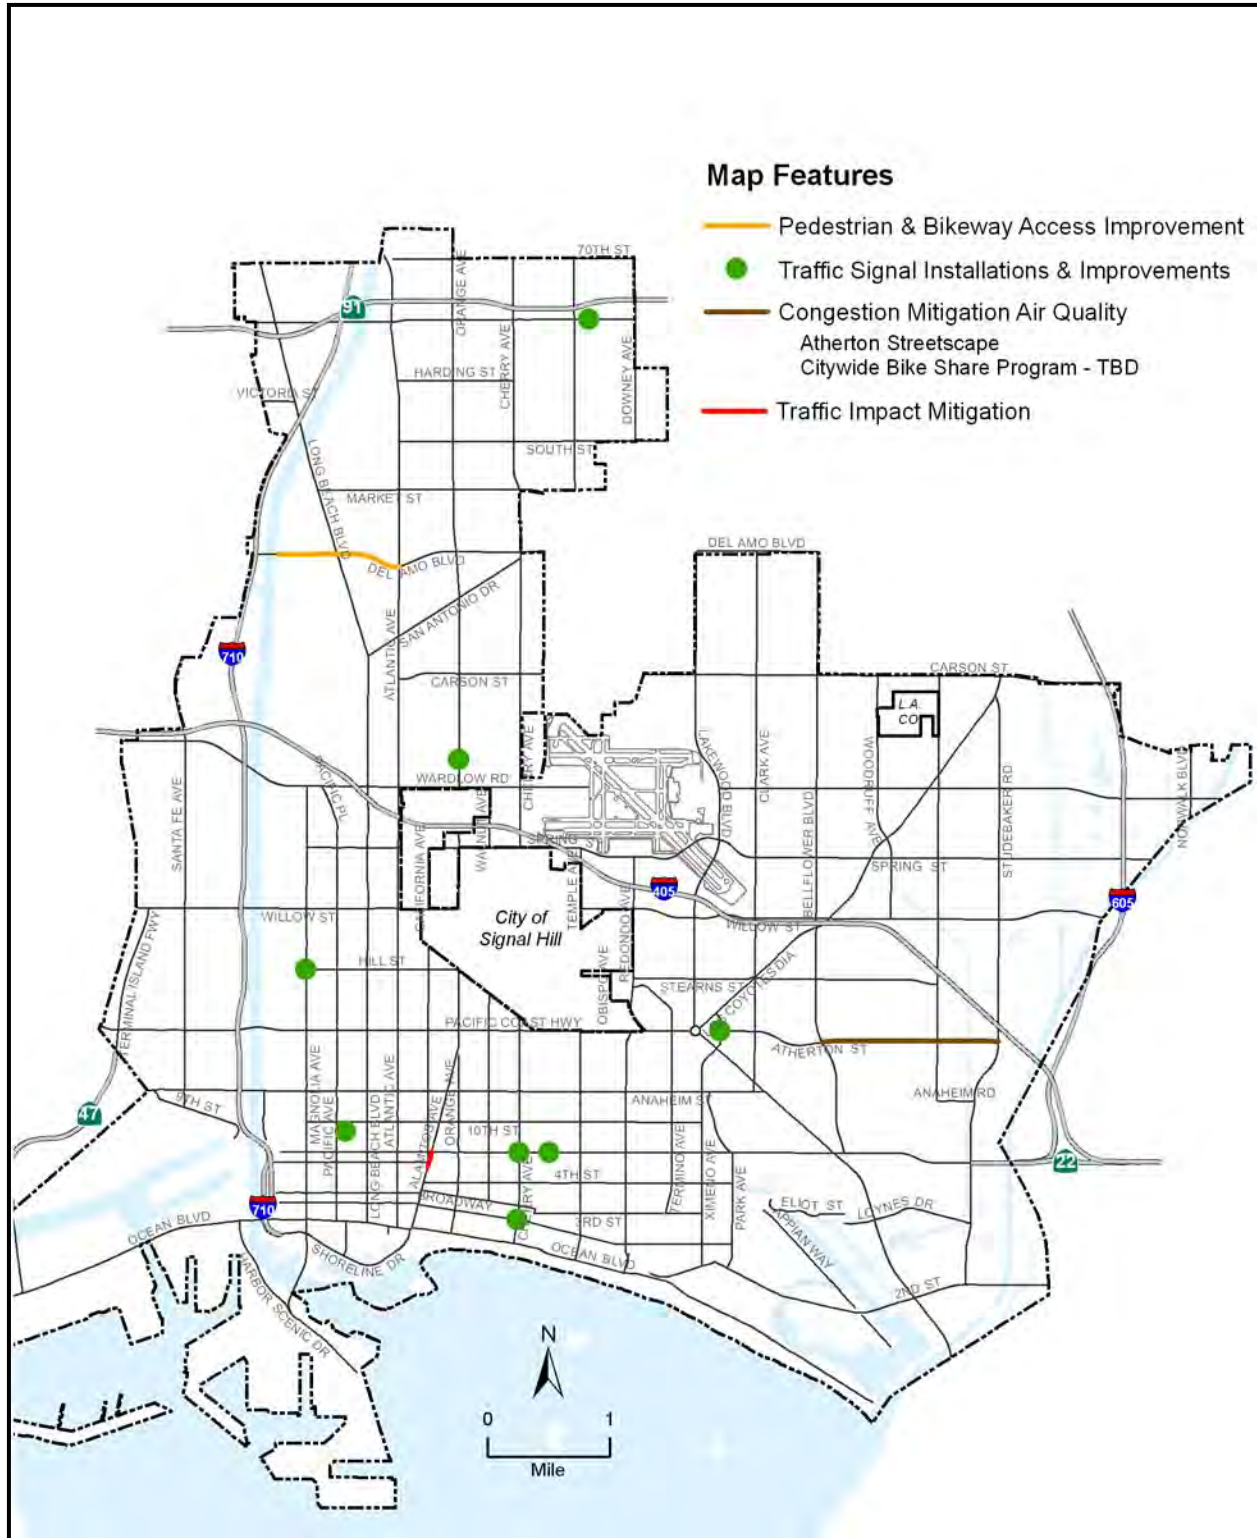 Map Features
Pedestrian & Bikeway Access Improvement
Traffic Signal Installations & Improvements
Congestion Mitigation Air Quality
Atherton Streetscape
Citywide Bike Share Program - TBD
Traffic Impact Mitigation
70TH ST
ORANGE AVE
91
CHERRY AVE
DOWNEY AVE
HARDING ST
VICTORIA ST
LONG BEACH BLVD
SOUTH ST
MARKET ST
DEL AMO BLVD
DEL AMO BLVD
SAN ANTONIO DR
ATLANTIC AVE
710
CARSON ST
CARSON ST
L.A.
CO
PACIFIC PL
CHERRY AVE
LAKEWOOD BLVD
CLARK AVE
WOODRUFF AVE
STUDEBAKER RD
NORWALK BLVD
WARDLOW RD
SANTA FE AVE
WALNUT AVE
BELLFLOWER BLVD
CALIFORNIA AVE
SPRING ST
SPRING ST
TEMPLE AVE
405
605
REDONDO AVE
WILLOW ST
WILLOW ST
City of
Signal Hill
TERMINAL ISLAND FWY
HILL ST
OBISPO AVE
STEARNS ST
COYOTES DIA
PACIFIC COAST HWY
ATHERTON ST
MAGNOLIA AVE
PACIFIC AVE
LONG BEACH BLVD
ATLANTIC AVE
ALAMITOS AVE
ORANGE AVE
ANAHEIM ST
ANAHEIM RD
9TH ST
47
10TH ST
22
4TH ST
CHERRY AVE
TERMINO AVE
XIMENO AVE
PARK AVE
BROADWAY
3RD ST
ELIOT ST
LOYNES DR
APPIAN WAY
710
OCEAN BLVD
OCEAN BLVD
SHORELINE DR
HARBOR SCENIC DR
2ND ST
N
0 1
Mile